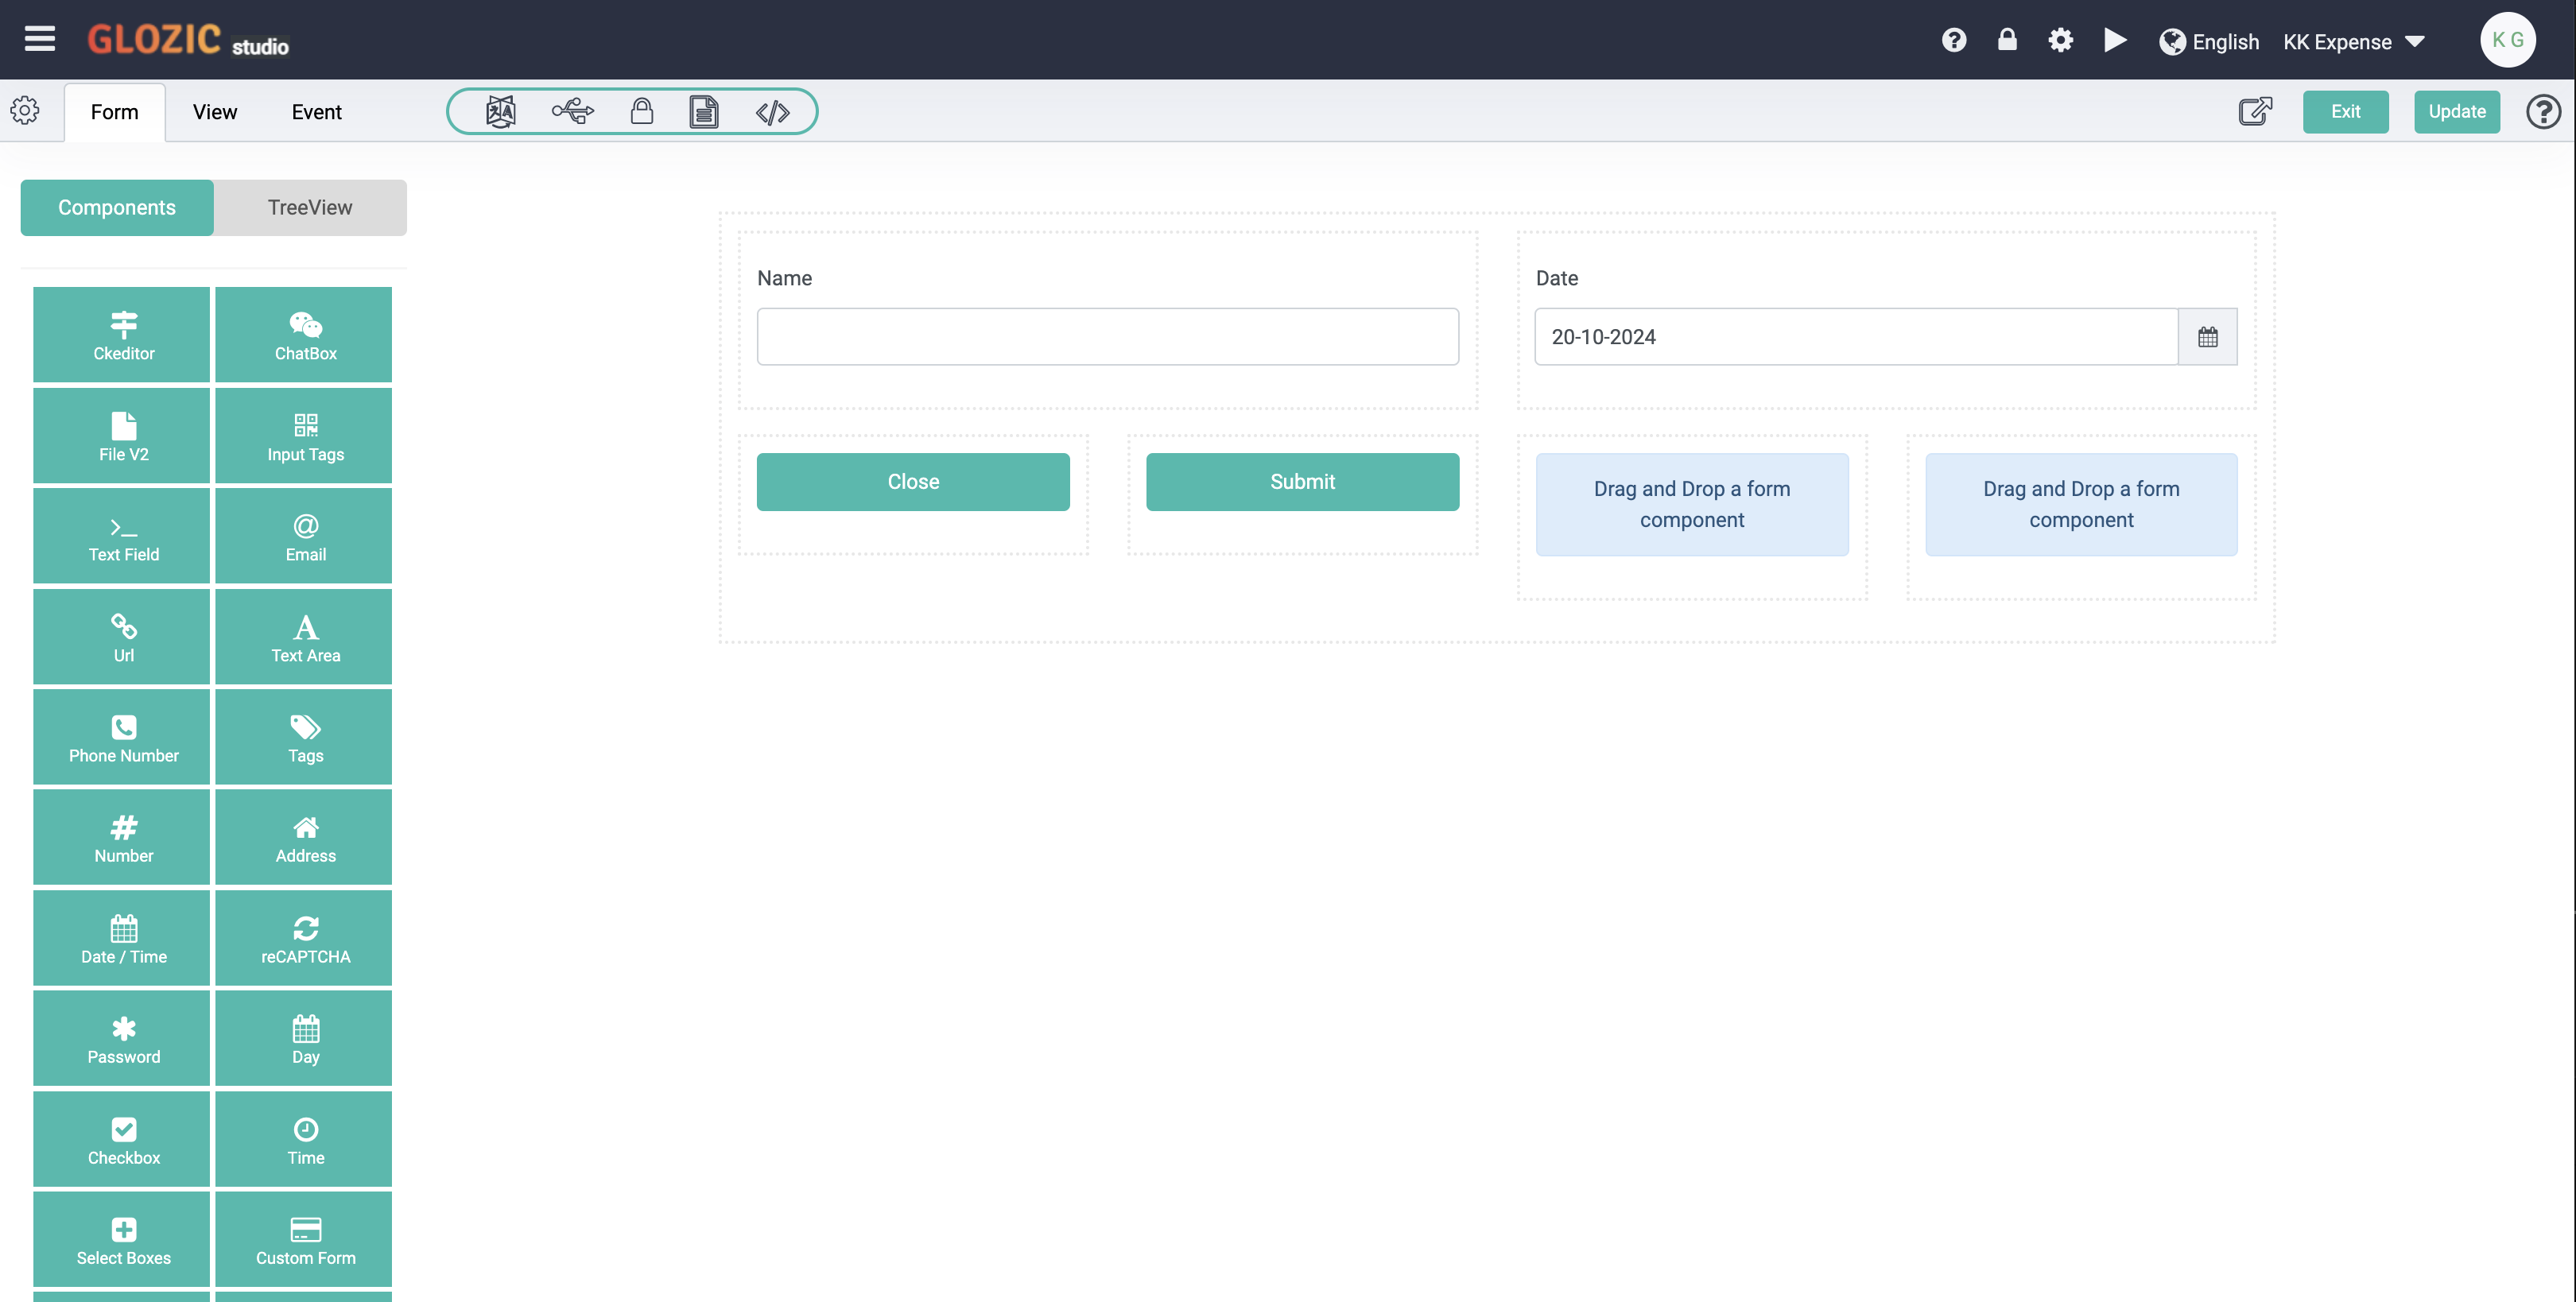 GLOZIC studio
English
KK Expense
K G
Form
View
Event
Exit
Update
Components
TreeView
Ckeditor
ChatBox
File V2
Input Tags
Text Field
Email
Url
Text Area
Phone Number
Tags
Number
Address
Date / Time
reCAPTCHA
Password
Day
Checkbox
Time
Select Boxes
Custom Form
Name
Date
20-10-2024
Close
Submit
Drag and Drop a form
component
Drag and Drop a form
component